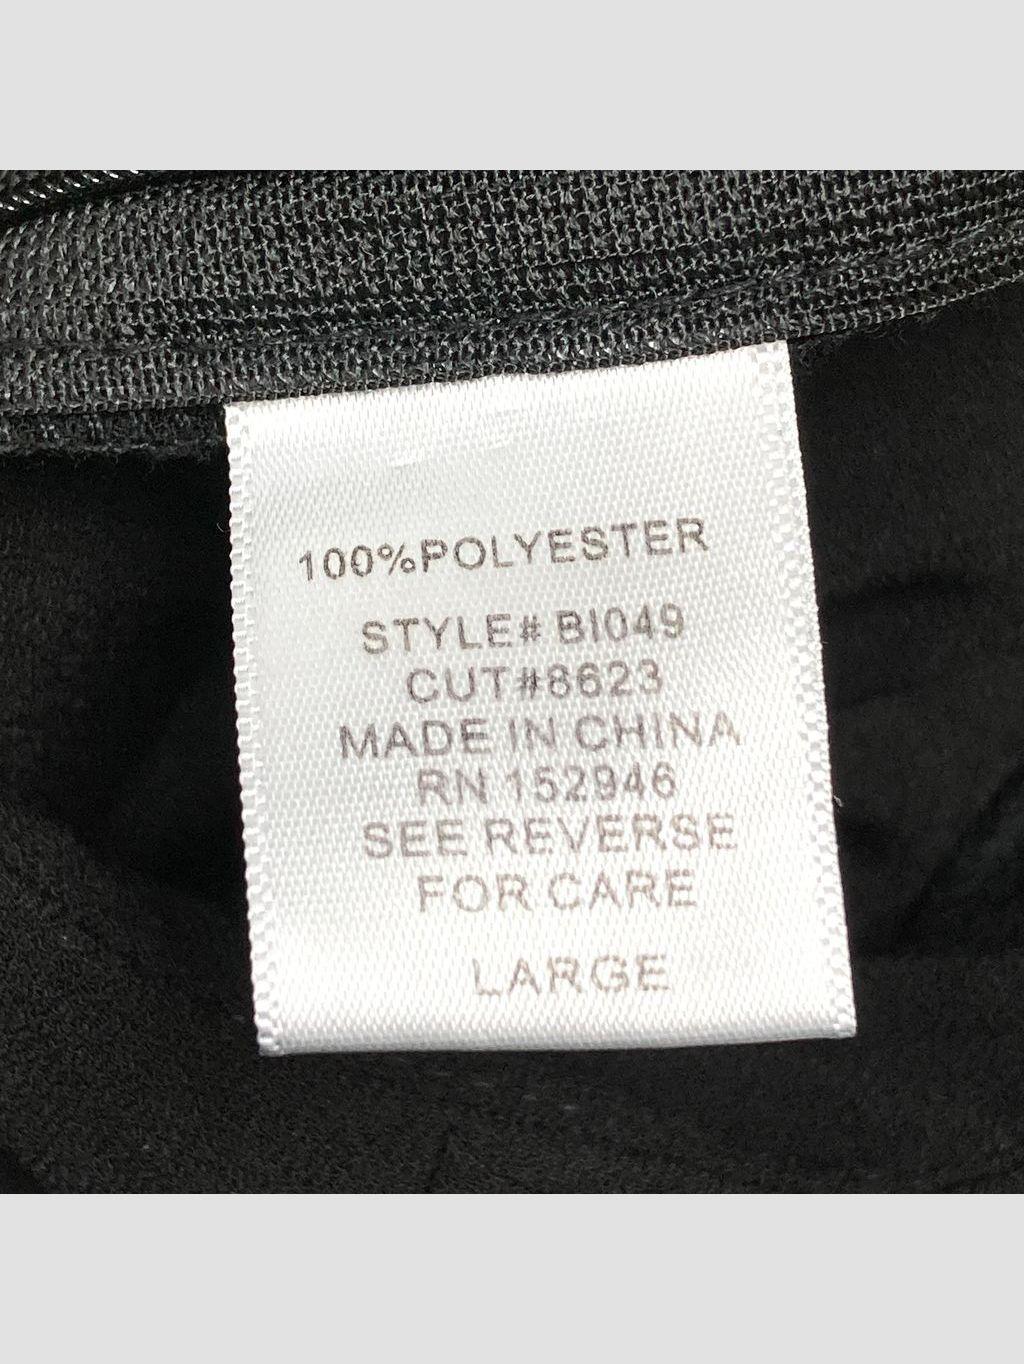 100%POLYESTER
STYLE# BI049
CUT#8623
MADE IN CHINA
RN 152946
SEE REVERSE
FOR CARE
LARGE